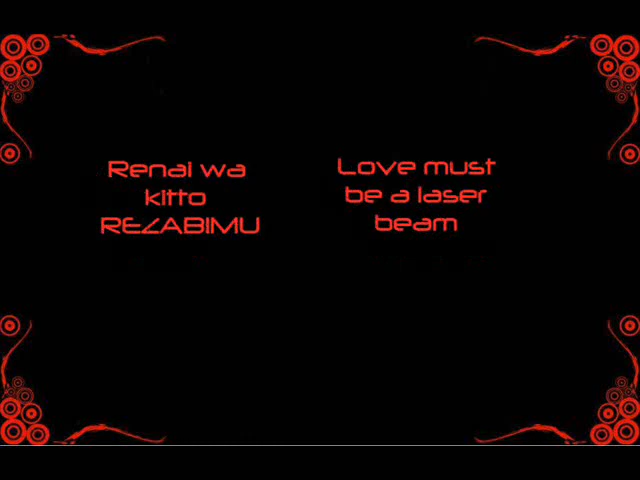 Renai wa
kitto
REZABIMU
Love must
be a laser
beam